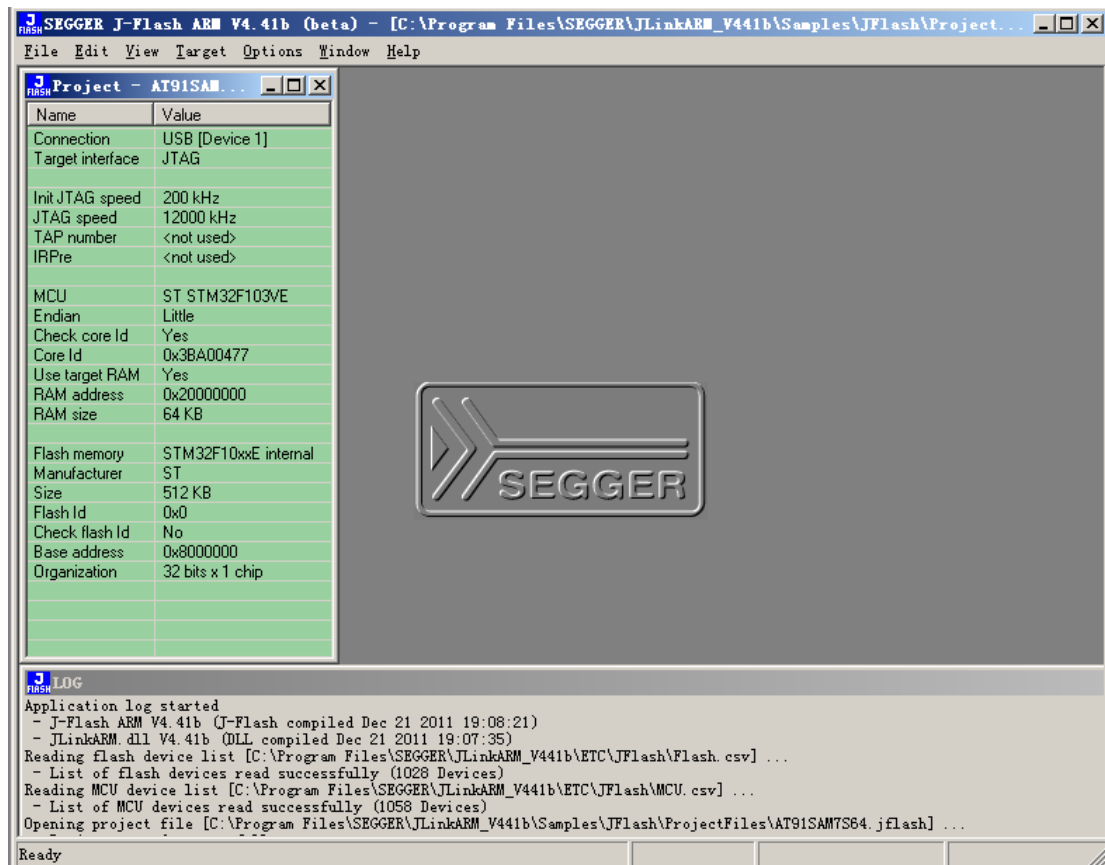 J FLASH SEGGER J-Flash ARM V4.41b (beta) - [C:\Program Files\SEGGER\JLinkARM_V441b\Samples\JFlash\Project...
File Edit View Target Options Window Help
J FLASH Project - AT91SAM...
Name Value
Connection USB [Device 1]
Target interface JTAG
Init JTAG speed 200 kHz
JTAG speed 12000 kHz
TAP number <not used>
IRPre <not used>
MCU ST STM32F103VE
Endian Little
Check core Id Yes
Core Id 0x3BA00477
Use target RAM Yes
RAM address 0x20000000
RAM size 64 KB
Flash memory STM32F10xxE internal
Manufacturer ST
Size 512 KB
Flash Id 0x0
Check flash Id No
Base address 0x8000000
Organization 32 bits x 1 chip
SEGGER
J FLASH LOG
Application log started
- J-Flash ARM V4.41b (J-Flash compiled Dec 21 2011 19:08:21)
- JLinkARM.dll V4.41b (DLL compiled Dec 21 2011 19:07:35)
Reading flash device list [C:\Program Files\SEGGER\JLinkARM_V441b\ETC\JFlash\Flash.csv] ...
- List of flash devices read successfully (1028 Devices)
Reading MCU device list [C:\Program Files\SEGGER\JLinkARM_V441b\ETC\JFlash\MCU.csv] ...
- List of MCU devices read successfully (1058 Devices)
Opening project file [C:\Program Files\SEGGER\JLinkARM_V441b\Samples\JFlash\ProjectFiles\AT91SAM7S64.jflash] ...
Ready